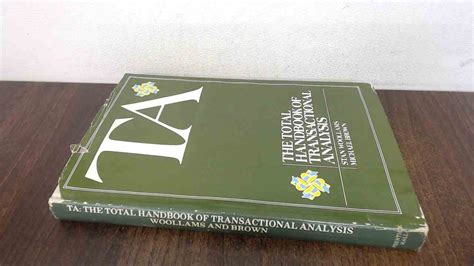 TA
THE TOTAL
HANDBOOK OF
TRANSACTIONAL
ANALYSIS
STAN WOOLLAMS
MICHAEL BROWN
TA: THE TOTAL HANDBOOK OF TRANSACTIONAL ANALYSIS
WOOLLAMS AND BROWN